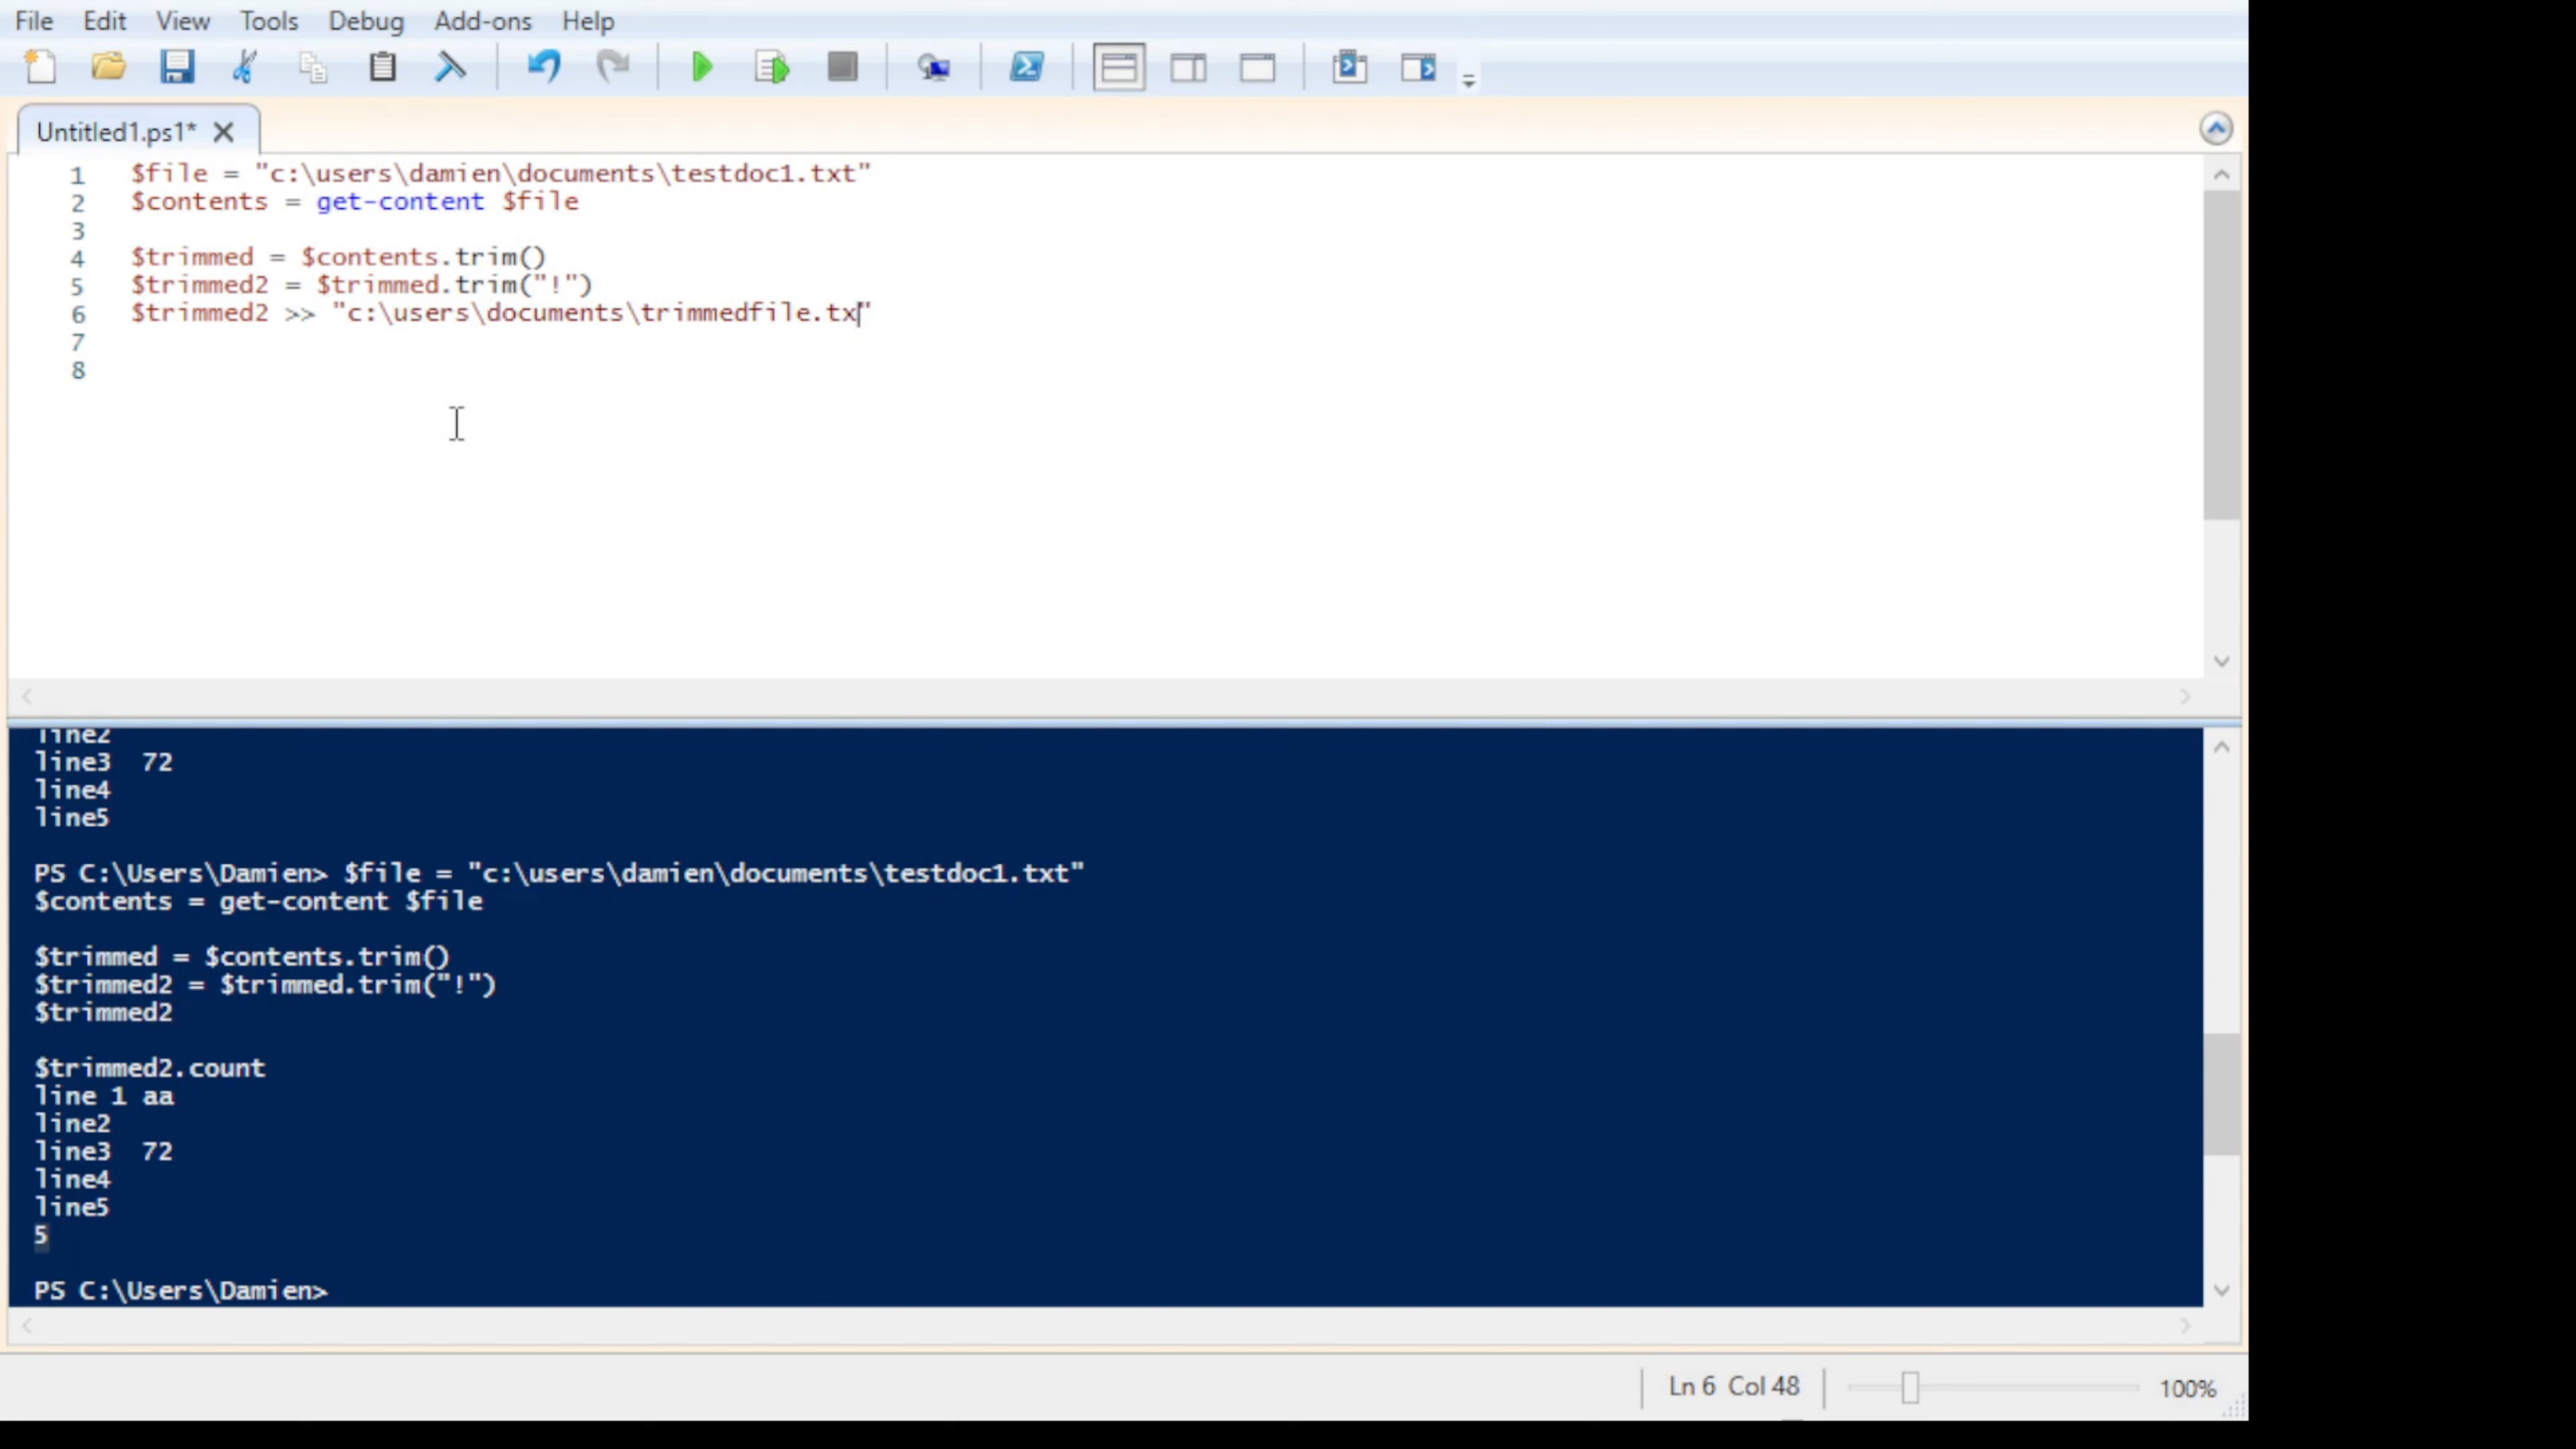 File Edit View Tools Debug Add-ons Help
Untitled1.ps1*
1 $file = "c:\users\damien\documents\testdoc1.txt"
2 $contents = get-content $file
3
4 $trimmed = $contents.trim()
5 $trimmed2 = $trimmed.trim("!")
6 $trimmed2 >> "c:\users\documents\trimmedfile.tx"
7
8
line2
line3  72
line4
line5
PS C:\Users\Damien> $file = "c:\users\damien\documents\testdoc1.txt"
$contents = get-content $file
$trimmed = $contents.trim()
$trimmed2 = $trimmed.trim("!")
$trimmed2
$trimmed2.count
line 1 aa
line2
line3  72
line4
line5
5
PS C:\Users\Damien>
Ln 6 Col 48 100%